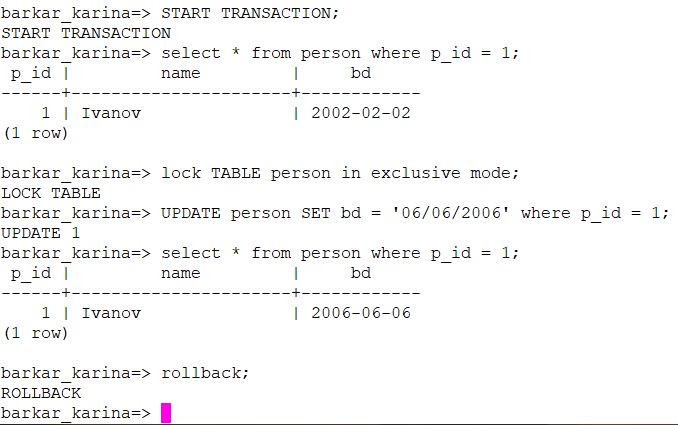 barkar_karina=> START TRANSACTION;
START TRANSACTION
barkar_karina=> select * from person where p_id = 1;
 p_id |         name         |     bd
------+----------------------+------------
    1 | Ivanov               | 2002-02-02
(1 row)

barkar_karina=> lock TABLE person in exclusive mode;
LOCK TABLE
barkar_karina=> UPDATE person SET bd = '06/06/2006' where p_id = 1;
UPDATE 1
barkar_karina=> select * from person where p_id = 1;
 p_id |         name         |     bd
------+----------------------+------------
    1 | Ivanov               | 2006-06-06
(1 row)

barkar_karina=> rollback;
ROLLBACK
barkar_karina=>